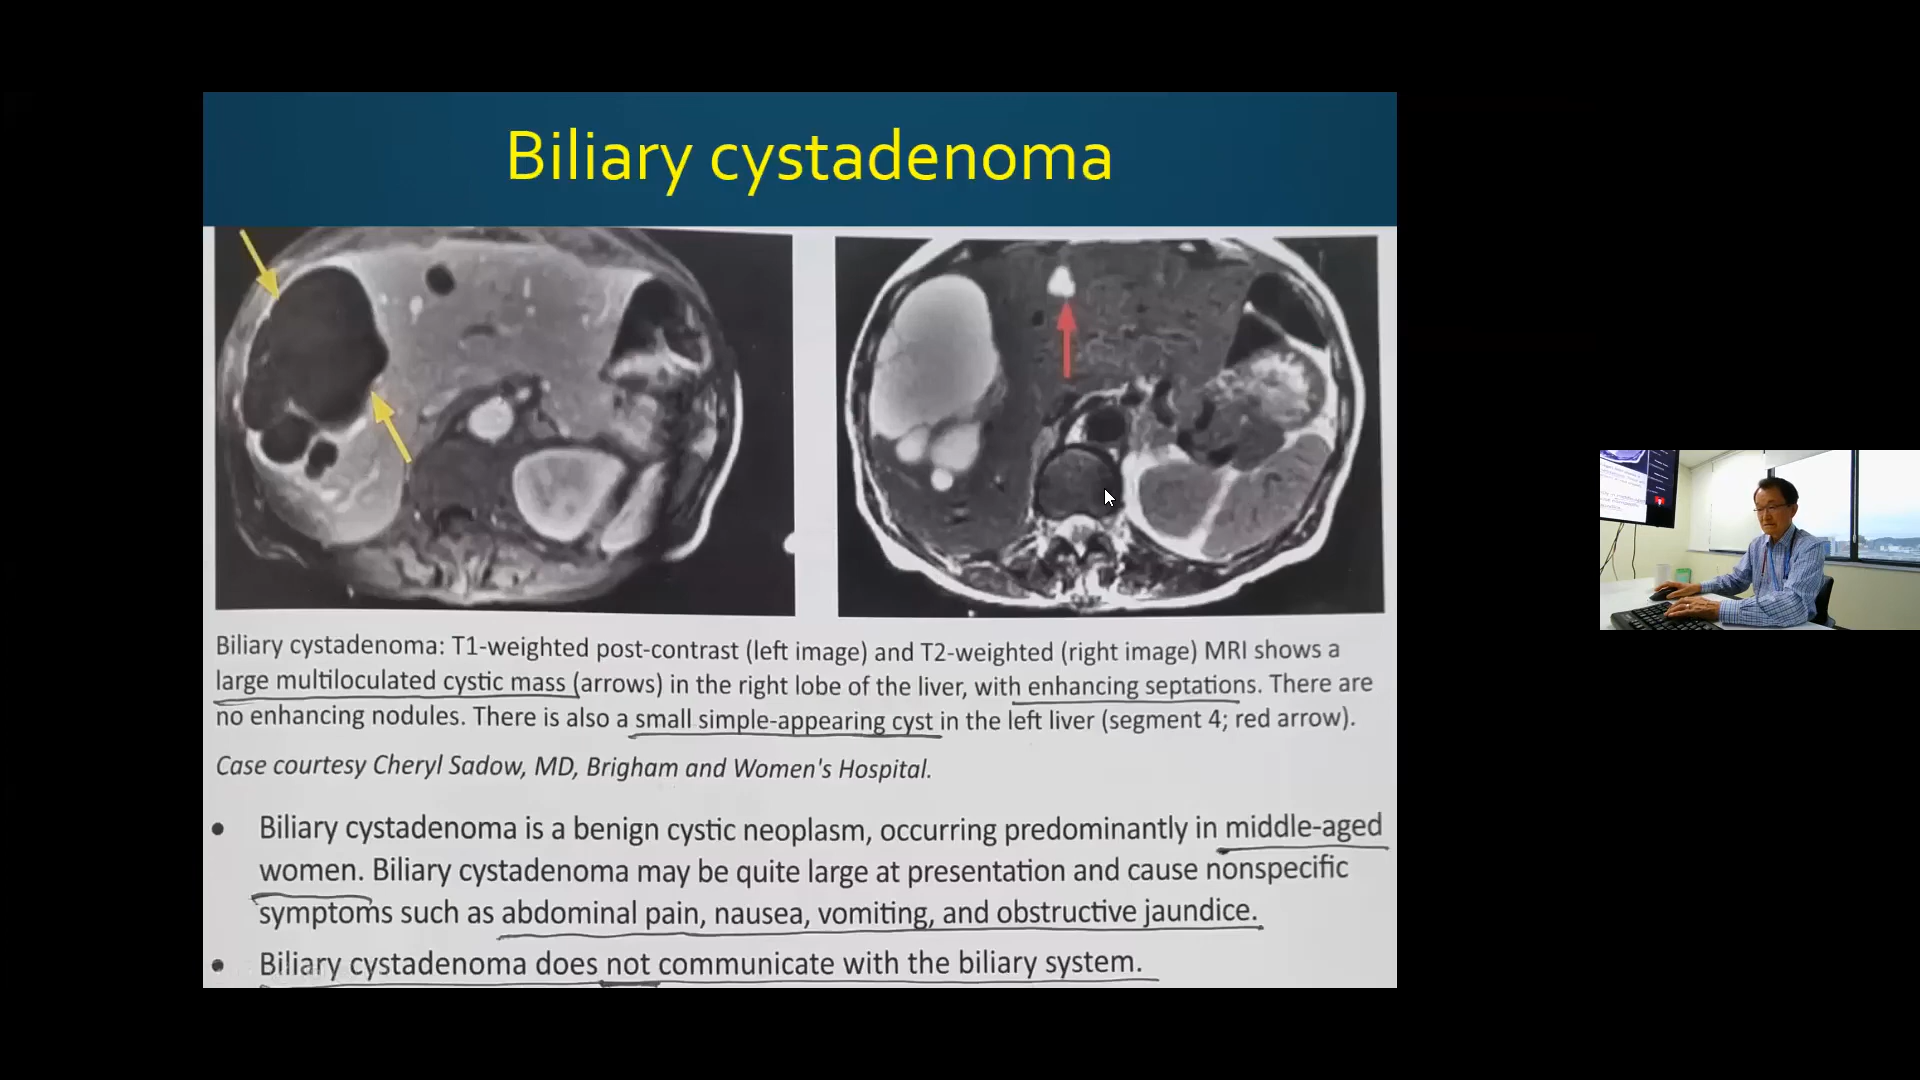 Biliary cystadenoma
Biliary cystadenoma: T1-weighted post-contrast (left image) and T2-weighted (right image) MRI shows a
large multiloculated cystic mass (arrows) in the right lobe of the liver, with enhancing septations. There are
no enhancing nodules. There is also a small simple-appearing cyst in the left liver (segment 4; red arrow).
Case courtesy Cheryl Sadow, MD, Brigham and Women's Hospital.
• Biliary cystadenoma is a benign cystic neoplasm, occurring predominantly in middle-aged
women. Biliary cystadenoma may be quite large at presentation and cause nonspecific
symptoms such as abdominal pain, nausea, vomiting, and obstructive jaundice.
• Biliary cystadenoma does not communicate with the biliary system.